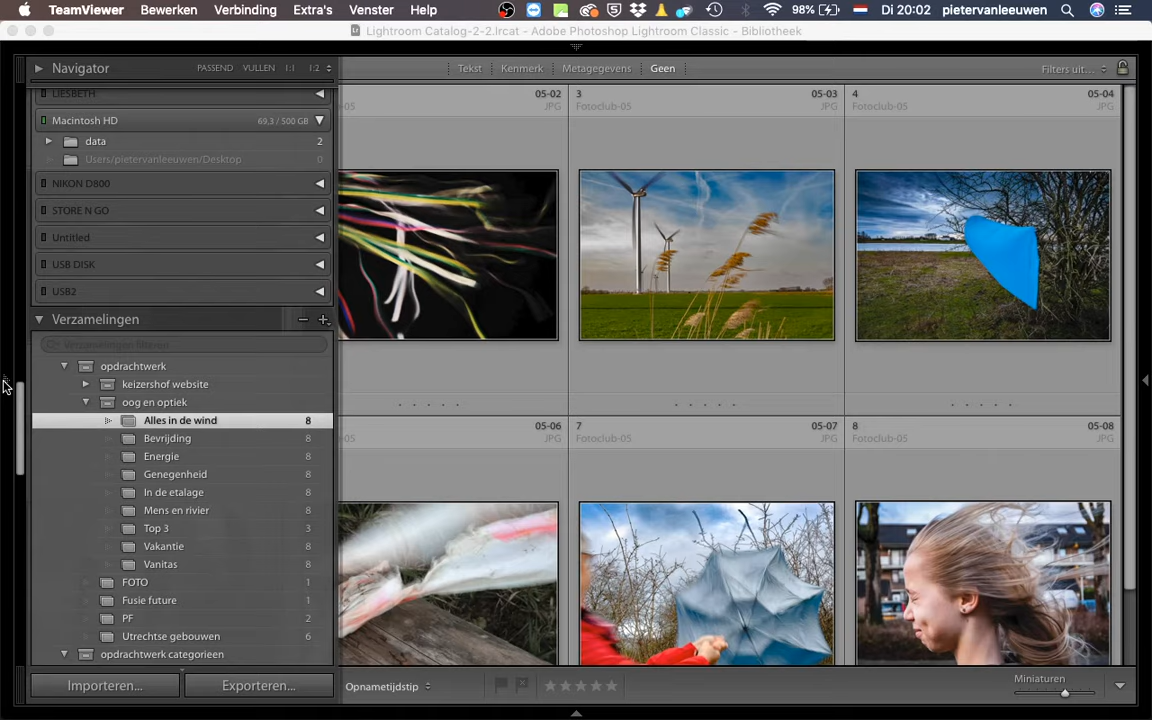 TeamViewer Bewerken Verbinding Extra's Venster Help 98% Di 20:02 pietervanleeuwen
Lightroom Catalog-2-2.lrcat - Adobe Photoshop Lightroom Classic - Bibliotheek
Navigator PASSEND VULLEN 1:1 1:2
Tekst Kenmerk Metagegevens Geen Filters uit...
LIESBETH
Macintosh HD 69,3 / 500 GB
data 2
Users/pietervanleeuwen/Desktop 0
NIKON D800
STORE N GO
Untitled
USB DISK
USB2
Verzamelingen
Verzamelingen filteren
opdrachtwerk
keizershof website
oog en optiek
Alles in de wind 8
Bevrijding 8
Energie 8
Genegenheid 8
In de etalage 8
Mens en rivier 8
Top 3 3
Vakantie 8
Vanitas 8
FOTO 1
Fusie future 1
PF 2
Utrechtse gebouwen 6
opdrachtwerk categorieen
Importeren... Exporteren...
05-02
-05 JPG
3 05-03
Fotoclub-05 JPG
4 05-04
Fotoclub-05 JPG
05-06
-05 JPG
7 05-07
Fotoclub-05 JPG
8 05-08
Fotoclub-05 JPG
Opnametijdstip
Miniaturen